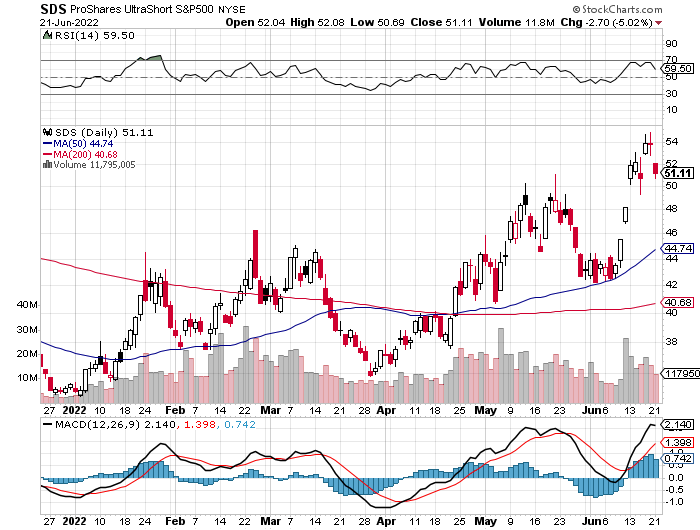 SDS ProShares UltraShort S&P500 NYSE © StockCharts.com
21-Jun-2022 Open 52.04 High 52.08 Low 50.69 Close 51.11 Volume 11.8M Chg -2.70 (-5.02%)
RSI(14) 59.50
90
70
59.50
50
30
10
SDS (Daily) 51.11
MA(50) 44.74
MA(200) 40.68
Volume 11,795,005
54
52
51.11
50
48
46
44.74
44
42
40.68
40
38
40M
30M
20M
10M
117950
27 2022 10 18 24 Feb 7 14 22 Mar 7 14 21 28 Apr 11 18 25 May 9 16 23 Jun 13 21
MACD(12,26,9) 2.140, 1.398, 0.742
2.140
1.398
0.742
0.0
-0.5
-1.0
27 2022 10 18 24 Feb 7 14 22 Mar 7 14 21 28 Apr 11 18 25 May 9 16 23 Jun 13 21